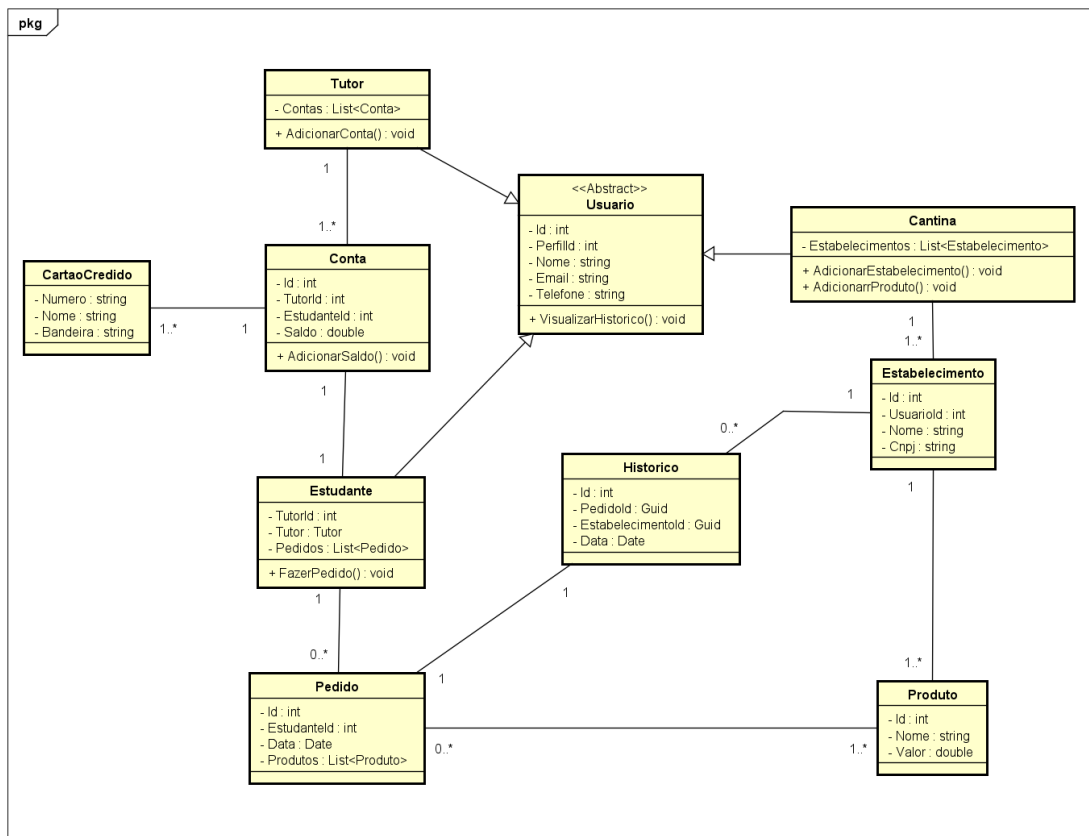 pkg
Tutor
- Contas : List<Conta>
+ AdicionarConta() : void
1
1..*
<<Abstract>>
Usuario
- Id : int
- PerfilId : int
- Nome : string
- Email : string
- Telefone : string
+ VisualizarHistorico() : void
Cantina
- Estabelecimentos : List<Estabelecimento>
+ AdicionarEstabelecimento() : void
+ AdicionarrProduto() : void
1
1..*
CartaoCredido
- Numero : string
- Nome : string
- Bandeira : string
1..*
1
Conta
- Id : int
- TutorId : int
- EstudanteId : int
- Saldo : double
+ AdicionarSaldo() : void
1
1
Estabelecimento
- Id : int
- UsuarioId : int
- Nome : string
- Cnpj : string
1
0..*
1
Historico
- Id : int
- PedidoId : Guid
- EstabelecimentoId : Guid
- Data : Date
1
1
Estudante
- TutorId : int
- Tutor : Tutor
- Pedidos : List<Pedido>
+ FazerPedido() : void
1
0..*
Pedido
- Id : int
- EstudanteId : int
- Data : Date
- Produtos : List<Produto>
0..*
1..*
1..*
Produto
- Id : int
- Nome : string
- Valor : double